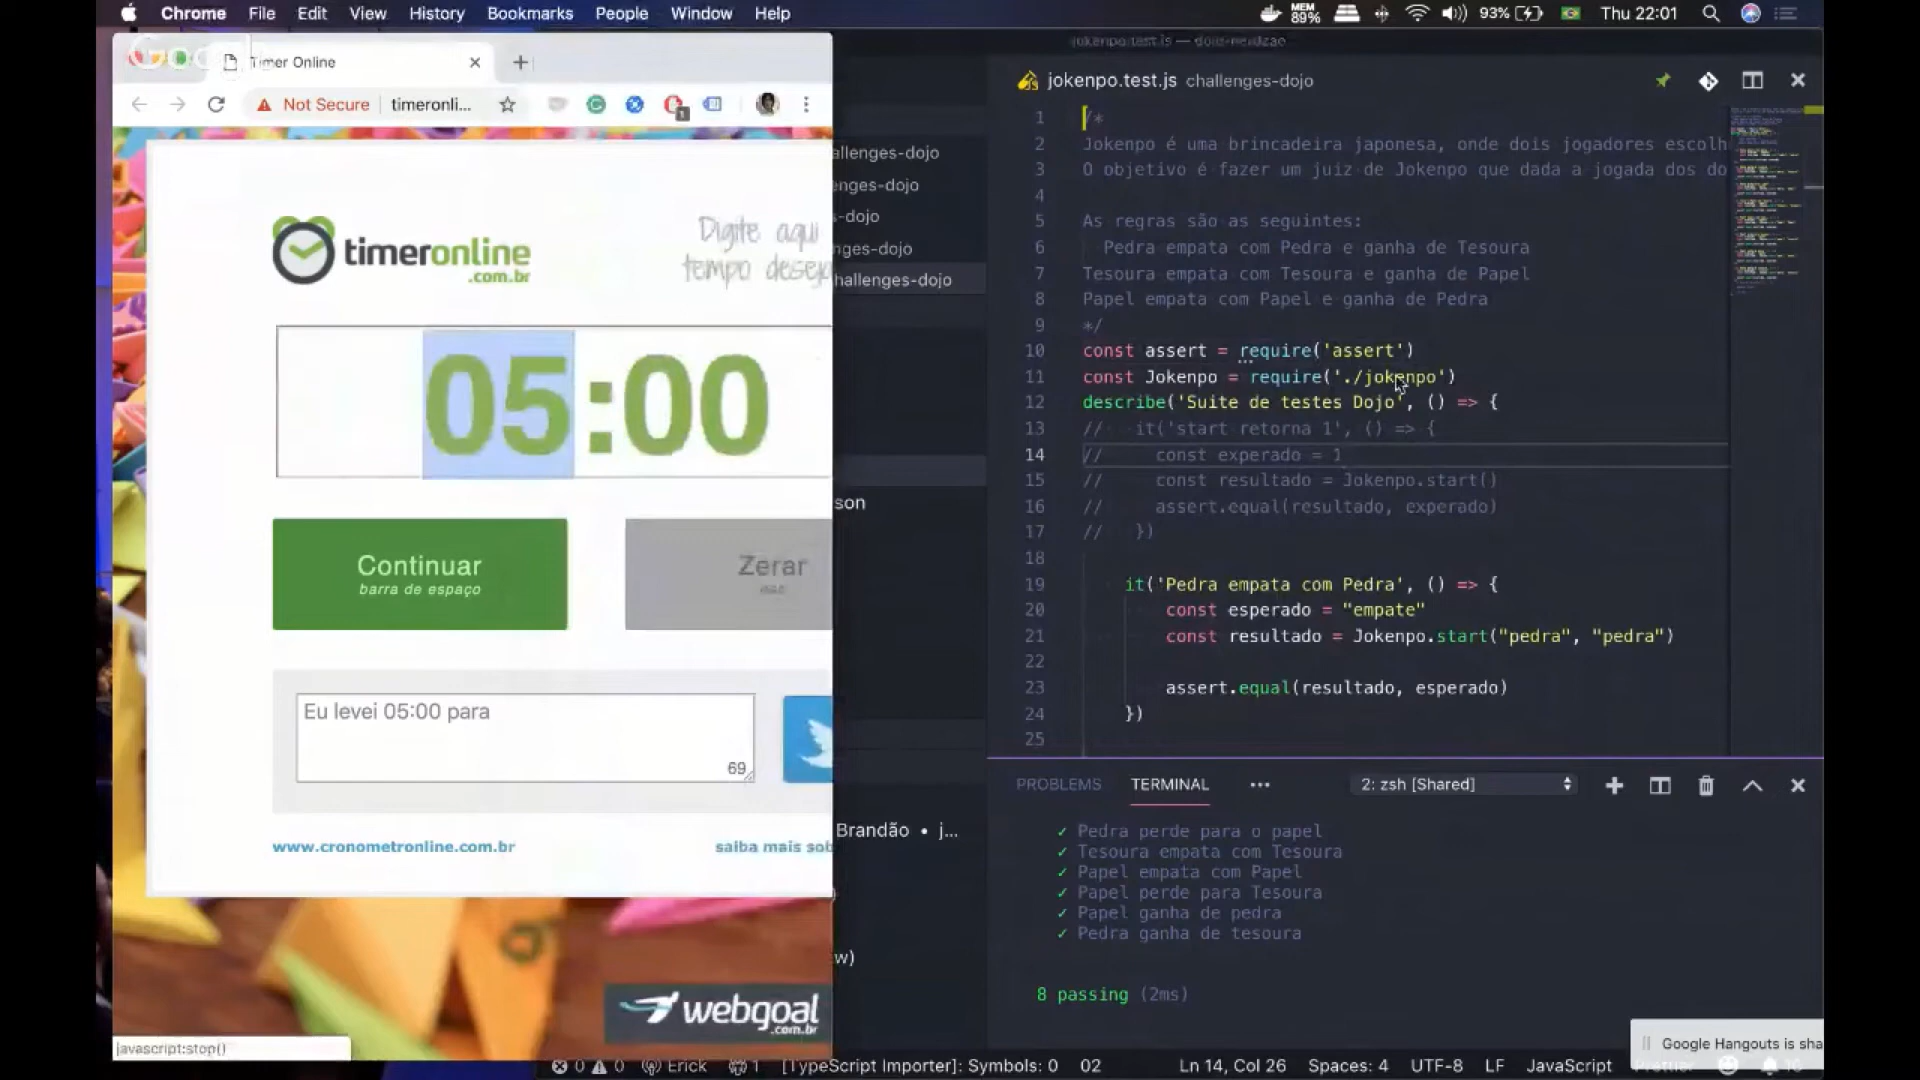 Chrome File Edit View History Bookmarks People Window Help
MEM 89% 93% Thu 22:01
Timer Online
Not Secure timeronli...
1
timeronline
.com.br
Digite aqui
tempo desej
05:00
Continuar
barra de espaço
Zerar
esc
Eu levei 05:00 para
69
www.cronometronline.com.br
saiba mais sob
webgoal
.com.br
javascript:stop()
allenges-dojo
enges-dojo
s-dojo
nges-dojo
hallenges-dojo
son
Brandão • j...
)
w)
jokenpo.test.js challenges-dojo
1 /*
2 Jokenpo é uma brincadeira japonesa, onde dois jogadores escolh
3 O objetivo é fazer um juiz de Jokenpo que dada a jogada dos do
4
5 As regras são as seguintes:
6 Pedra empata com Pedra e ganha de Tesoura
7 Tesoura empata com Tesoura e ganha de Papel
8 Papel empata com Papel e ganha de Pedra
9 */
10 const assert = require('assert')
11 const Jokenpo = require('./jokenpo')
12 describe('Suite de testes Dojo', () => {
13 // it('start retorna 1', () => {
14 // const experado = 1
15 // const resultado = Jokenpo.start()
16 // assert.equal(resultado, experado)
17 // })
18
19 it('Pedra empata com Pedra', () => {
20 const esperado = "empate"
21 const resultado = Jokenpo.start("pedra", "pedra")
22
23 assert.equal(resultado, esperado)
24 })
25
PROBLEMS TERMINAL ••• 2: zsh [Shared]
✓ Pedra perde para o papel
✓ Tesoura empata com Tesoura
✓ Papel empata com Papel
✓ Papel perde para Tesoura
✓ Papel ganha de pedra
✓ Pedra ganha de tesoura
8 passing (2ms)
Google Hangouts is sha
0 0 Erick 1 [TypeScript Importer]: Symbols: 0 02 Ln 14, Col 26 Spaces: 4 UTF-8 LF JavaScript